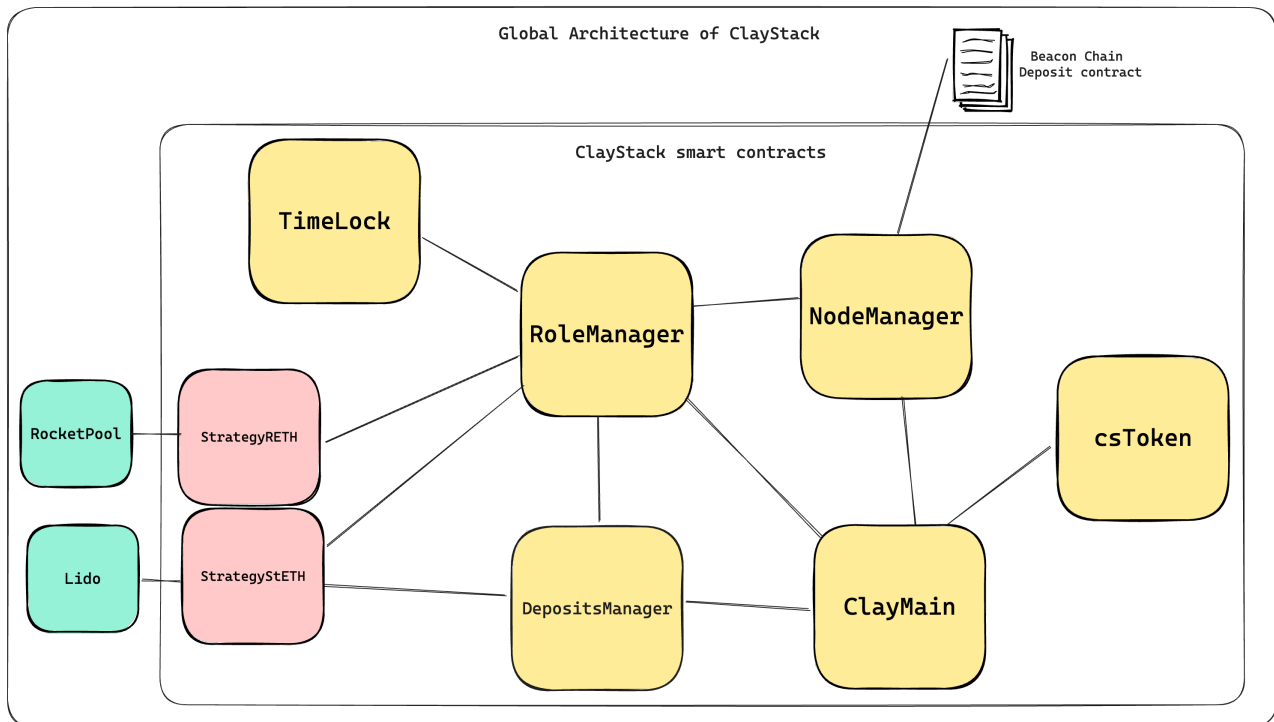 Global Architecture of ClayStack
Beacon Chain
Deposit contract
ClayStack smart contracts
TimeLock
RoleManager
NodeManager
RocketPool
StrategyRETH
csToken
Lido
StrategyStETH
DepositsManager
ClayMain